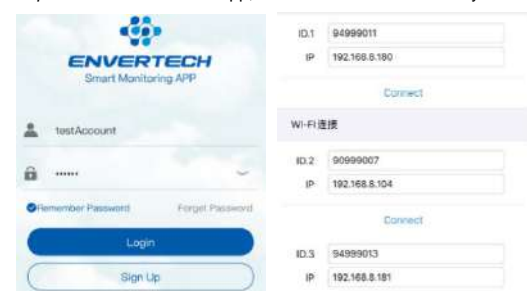 ENVERTECH
Smart Monitoring APP
testAccount
Remember Password Forget Password
Login
Sign Up
ID.1 94999011
IP 192.168.8.180
Connect
WI-FI连接
ID.2 90999007
IP 192.168.8.104
Connect
ID.3 94999013
IP 192.168.8.181